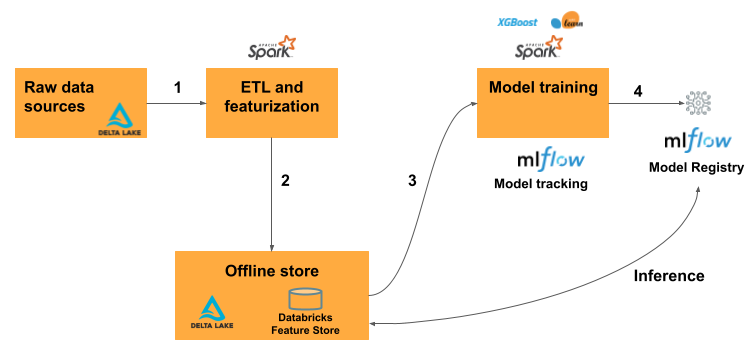 XGBoost learn
APACHE
Spark
APACHE
Spark
Raw data
sources
DELTA LAKE
1
ETL and
featurization
Model training
4
mlflow
Model tracking
mlflow
Model Registry
2
3
Offline store
DELTA LAKE
Databricks
Feature Store
Inference